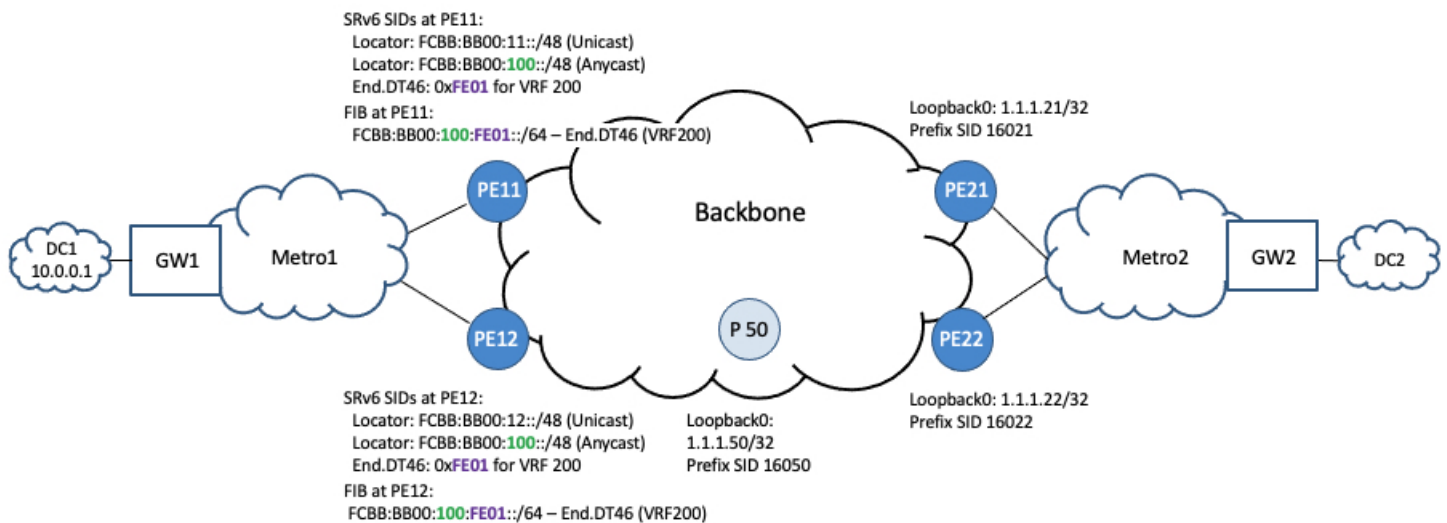 SRv6 SIDs at PE11:
Locator: FCBB:BB00:11::/48 (Unicast)
Locator: FCBB:BB00:100::/48 (Anycast)
End.DT46: 0xFE01 for VRF 200
FIB at PE11:
FCBB:BB00:100:FE01::/64 – End.DT46 (VRF200)
Loopback0: 1.1.1.21/32
Prefix SID 16021
PE11
PE21
Backbone
DC1
10.0.0.1
GW1
Metro1
Metro2
GW2
DC2
PE12
P 50
PE22
SRv6 SIDs at PE12:
Locator: FCBB:BB00:12::/48 (Unicast)
Locator: FCBB:BB00:100::/48 (Anycast)
End.DT46: 0xFE01 for VRF 200
FIB at PE12:
FCBB:BB00:100:FE01::/64 – End.DT46 (VRF200)
Loopback0:
1.1.1.50/32
Prefix SID 16050
Loopback0: 1.1.1.22/32
Prefix SID 16022